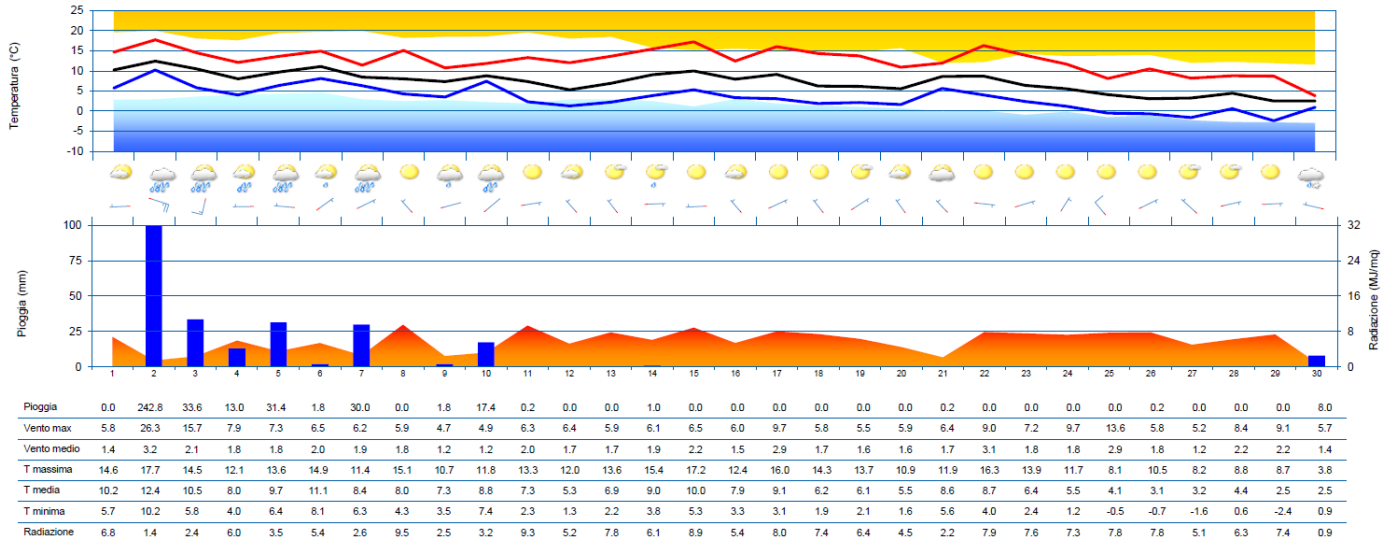 25
20
15
10
5
0
-5
-10
Temperatura (°C)
100
75
50
25
0
Pioggia (mm)
32
24
16
8
0
Radiazione (MJ/mq)
1 2 3 4 5 6 7 8 9 10 11 12 13 14 15 16 17 18 19 20 21 22 23 24 25 26 27 28 29 30
Pioggia 0.0 242.8 33.6 13.0 31.4 1.8 30.0 0.0 1.8 17.4 0.2 0.0 0.0 1.0 0.0 0.0 0.0 0.0 0.0 0.0 0.2 0.0 0.0 0.0 0.0 0.2 0.0 0.0 0.0 8.0
Vento max 5.8 26.3 15.7 7.9 7.3 6.5 6.2 5.9 4.7 4.9 6.3 6.4 5.9 6.1 6.5 6.0 9.7 5.8 5.5 5.9 6.4 9.0 7.2 9.7 13.6 5.8 5.2 8.4 9.1 5.7
Vento medio 1.4 3.2 2.1 1.8 1.8 2.0 1.9 1.8 1.2 1.2 2.0 1.7 1.7 1.9 2.2 1.5 2.9 1.7 1.6 1.6 1.7 3.1 1.8 1.8 2.9 1.8 1.2 2.2 2.2 1.4
T massima 14.6 17.7 14.5 12.1 13.6 14.9 11.4 15.1 10.7 11.8 13.3 12.0 13.6 15.4 17.2 12.4 16.0 14.3 13.7 10.9 11.9 16.3 13.9 11.7 8.1 10.5 8.2 8.8 8.7 3.8
T media 10.2 12.4 10.5 8.0 9.7 11.1 8.4 8.0 7.3 8.8 7.3 5.3 6.9 9.0 10.0 7.9 9.1 6.2 6.1 5.5 8.6 8.7 6.4 5.5 4.1 3.1 3.2 4.4 2.5 2.5
T minima 5.7 10.2 5.8 4.0 6.4 8.1 6.3 4.3 3.5 7.4 2.3 1.3 2.2 3.8 5.3 3.3 3.1 1.9 2.1 1.6 5.6 4.0 2.4 1.2 -0.5 -0.7 -1.6 0.6 -2.4 0.9
Radiazione 6.8 1.4 2.4 6.0 3.5 5.4 2.6 9.5 2.5 3.2 9.3 5.2 7.8 6.1 8.9 5.4 8.0 7.4 6.4 4.5 2.2 7.9 7.6 7.3 7.8 7.8 5.1 6.3 7.4 0.9